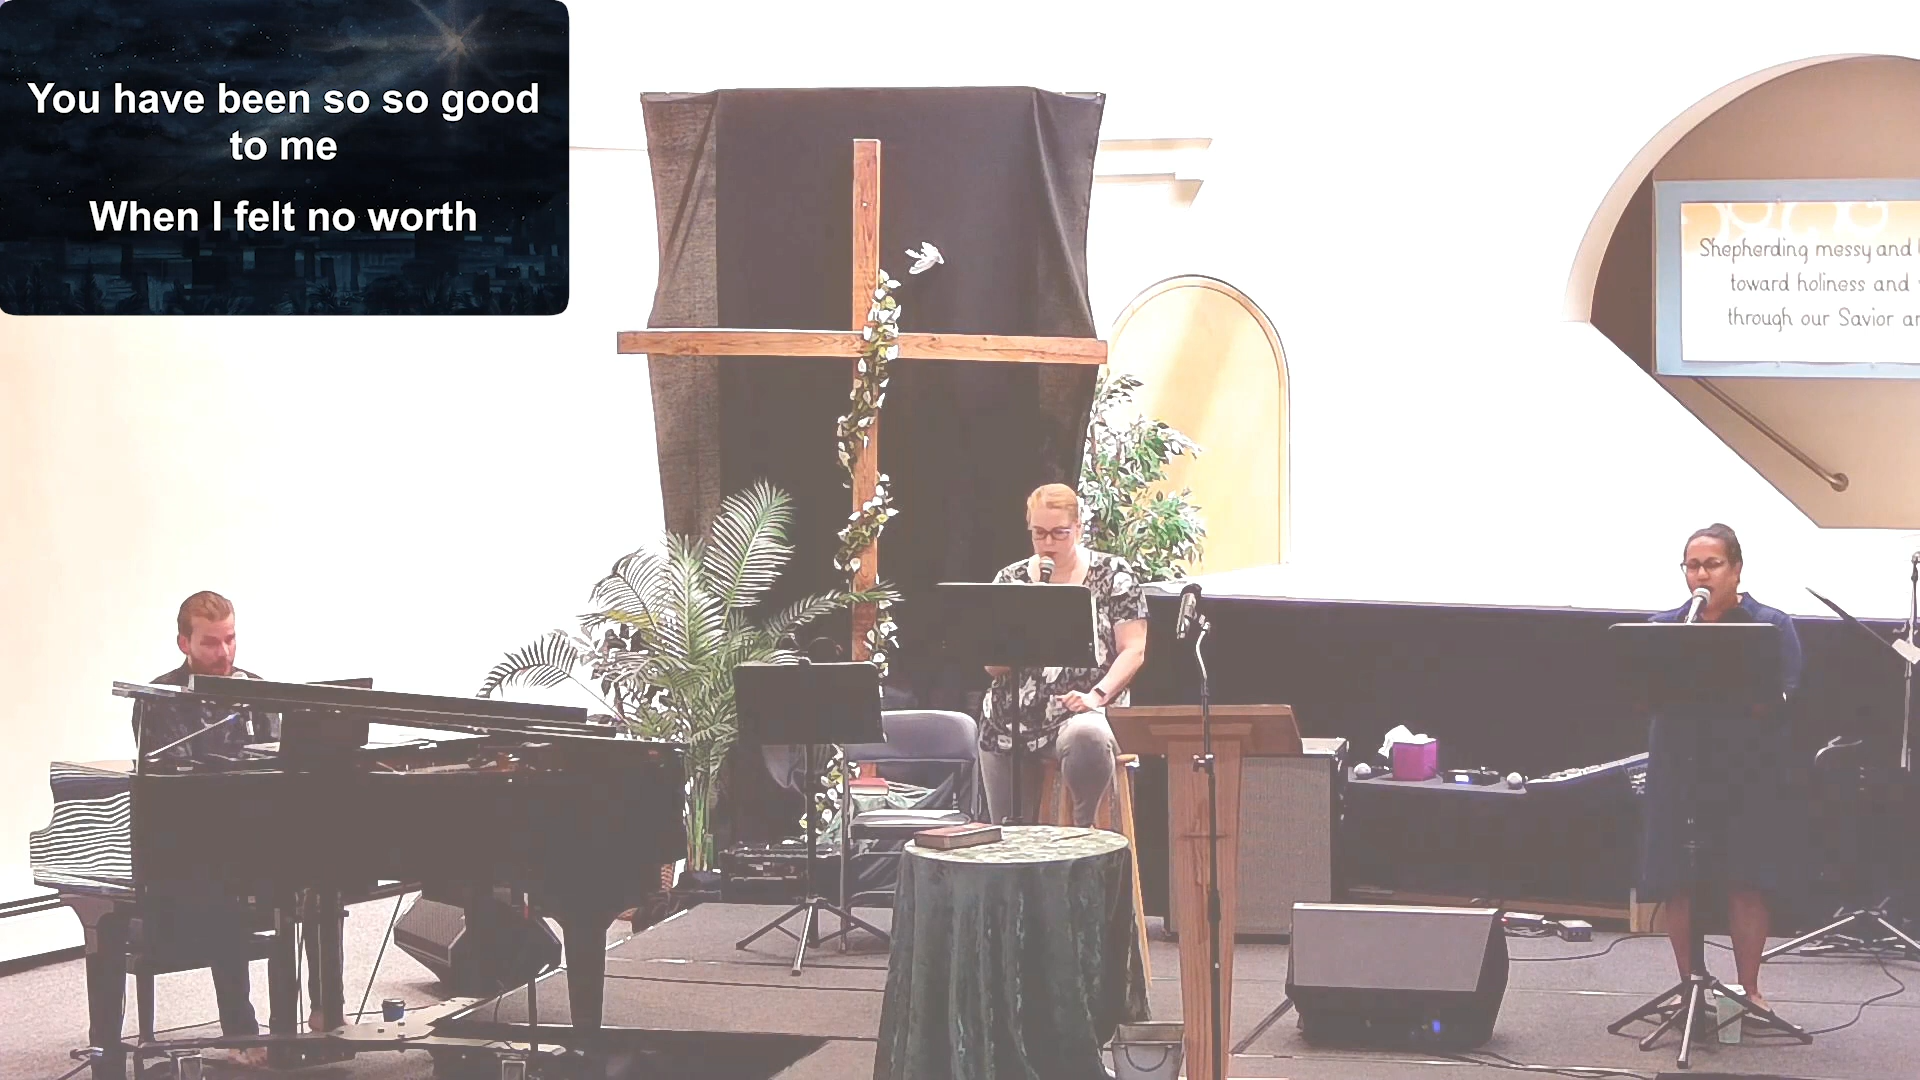 You have been so so good
to me
When I felt no worth
Shepherding messy and
toward holiness and
through our Savior